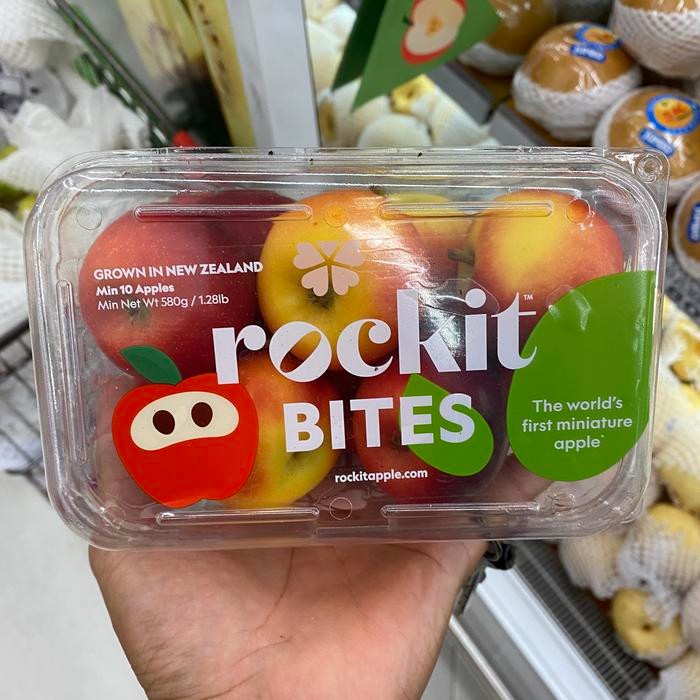 GROWN IN NEW ZEALAND
Min 10 Apples
Min Net Wt 580g / 1.28lb
rockit™
BITES
The world's
first miniature
apple*
rockitapple.com